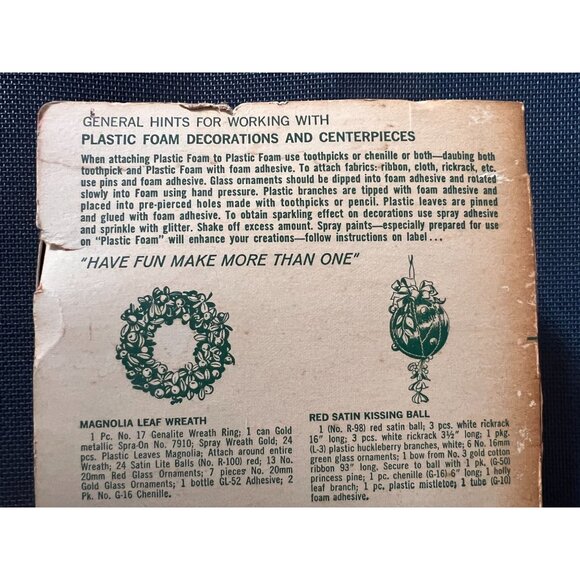 GENERAL HINTS FOR WORKING WITH
PLASTIC FOAM DECORATIONS AND CENTERPIECES
When attaching Plastic Foam to Plastic Foam use toothpicks or chenille or both—daubing both
toothpick and Plastic Foam with foam adhesive. To attach fabrics: ribbon, cloth, rickrack, etc.
use pins and foam adhesive. Glass ornaments should be dipped into foam adhesive and rotated
slowly into Foam using hand pressure. Plastic branches are tipped with foam adhesive and
placed into pre-pierced holes made with toothpicks or pencil. Plastic leaves are pinned
and glued with foam adhesive. To obtain sparkling effect on decorations use spray adhesive
and sprinkle with glitter. Shake off excess amount. Spray paints—especially prepared for use
on "Plastic Foam" will enhance your creations—follow instructions on label...
"HAVE FUN MAKE MORE THAN ONE"
MAGNOLIA LEAF WREATH
1 Pc. No. 17 Genalite Wreath Ring; 1 can Gold
metallic Spra-On No. 7910; Spray Wreath Gold; 24
pcs. Plastic Leaves Magnolia; Attach around entire
Wreath; 24 Satin Lite Balls (No. R-100) red; 13 No.
20mm Red Glass Ornaments; 7 pieces No. 20mm
Gold Glass Ornaments; 1 bottle GL-52 Adhesive; 2
Pk. No. G-16 Chenille.
RED SATIN KISSING BALL
1 (No. R-98) red satin ball; 3 pcs. white rickrack
16" long; 3 pcs. white rickrack 3½" long; 1 pkg.
(L-3) plastic huckleberry branches, white; 6 No. 16mm
green glass ornaments; 1 bow from No. 3 gold cotton
ribbon 93" long. Secure to ball with 1 pk. (G-50)
princess pine; 1 pc. chenille (G-16) 6" long; 1 holly
leaf branch; 1 pc. plastic mistletoe; 1 tube (G-10)
foam adhesive.